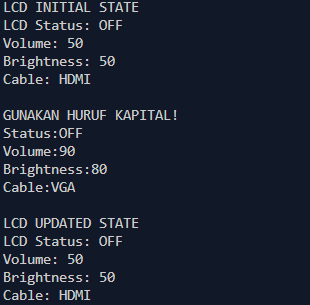 LCD INITIAL STATE
LCD Status: OFF
Volume: 50
Brightness: 50
Cable: HDMI
GUNAKAN HURUF KAPITAL!
Status:OFF
Volume:90
Brightness:80
Cable:VGA
LCD UPDATED STATE
LCD Status: OFF
Volume: 50
Brightness: 50
Cable: HDMI